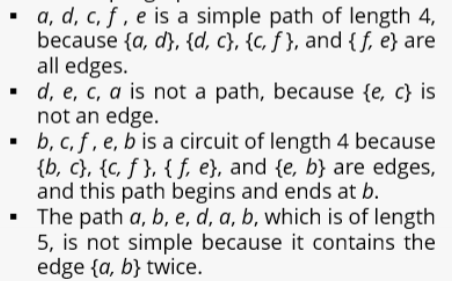 ▪ a, d, c, f , e is a simple path of length 4,
because {a, d}, {d, c}, {c, f }, and { f, e} are
all edges.
▪ d, e, c, a is not a path, because {e, c} is
not an edge.
▪ b, c, f , e, b is a circuit of length 4 because
{b, c}, {c, f }, { f, e}, and {e, b} are edges,
and this path begins and ends at b.
▪ The path a, b, e, d, a, b, which is of length
5, is not simple because it contains the
edge {a, b} twice.